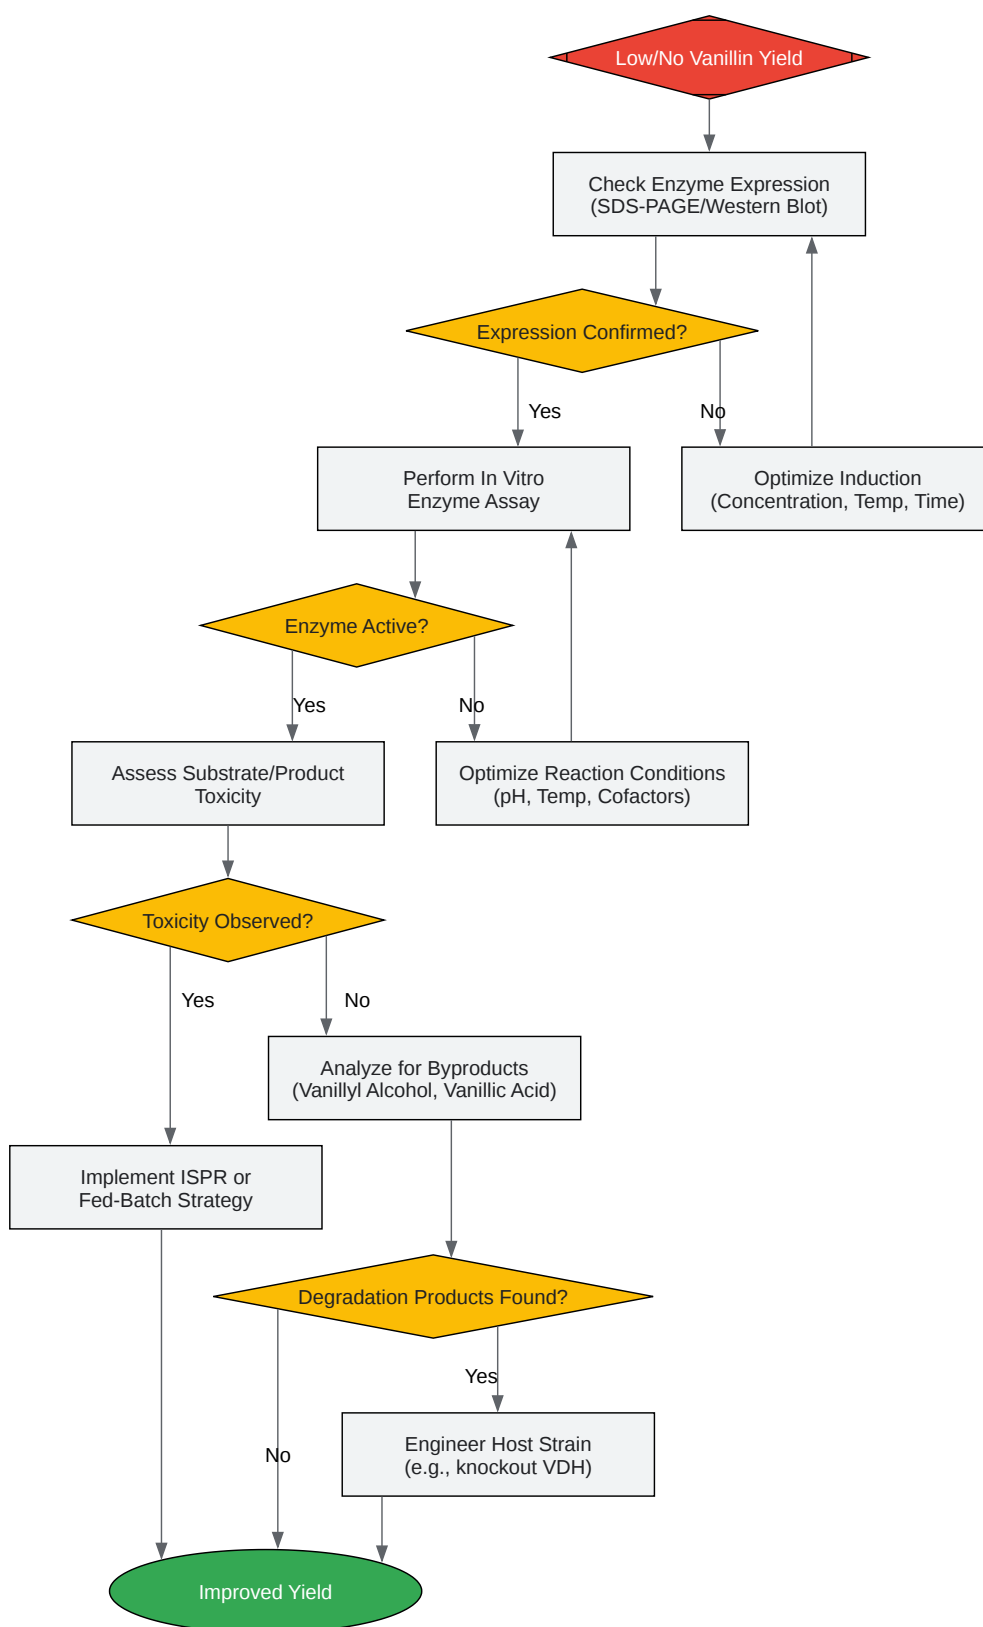 Low/No Vanillin Yield
Check Enzyme Expression
(SDS-PAGE/Western Blot)
Expression Confirmed?
Yes
No
Perform In Vitro
Enzyme Assay
Optimize Induction
(Concentration, Temp, Time)
Enzyme Active?
Yes
No
Assess Substrate/Product
Toxicity
Optimize Reaction Conditions
(pH, Temp, Cofactors)
Toxicity Observed?
Yes
No
Analyze for Byproducts
(Vanillyl Alcohol, Vanillic Acid)
Implement ISPR or
Fed-Batch Strategy
Degradation Products Found?
Yes
Engineer Host Strain
(e.g., knockout VDH)
No
Improved Yield